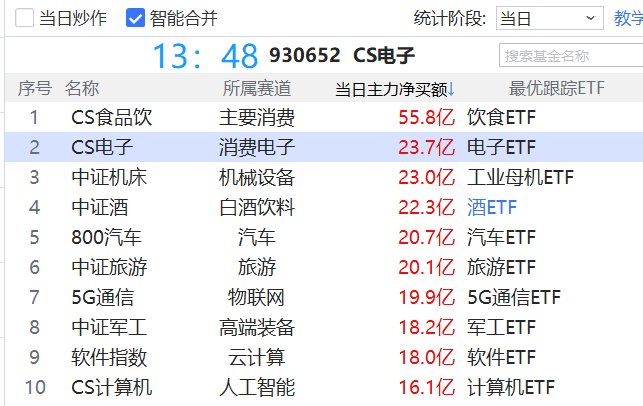 当日炒作 智能合并 统计阶段: 当日 教学
13：48 930652 CS电子 搜索基金名称
序号 名称 所属赛道 当日主力净买额↓ 最优跟踪ETF
1 CS食品饮 主要消费 55.8亿 饮食ETF
2 CS电子 消费电子 23.7亿 电子ETF
3 中证机床 机械设备 23.0亿 工业母机ETF
4 中证酒 白酒饮料 22.3亿 酒ETF
5 800汽车 汽车 20.7亿 汽车ETF
6 中证旅游 旅游 20.1亿 旅游ETF
7 5G通信 物联网 19.9亿 5G通信ETF
8 中证军工 高端装备 18.2亿 军工ETF
9 软件指数 云计算 18.0亿 软件ETF
10 CS计算机 人工智能 16.1亿 计算机ETF